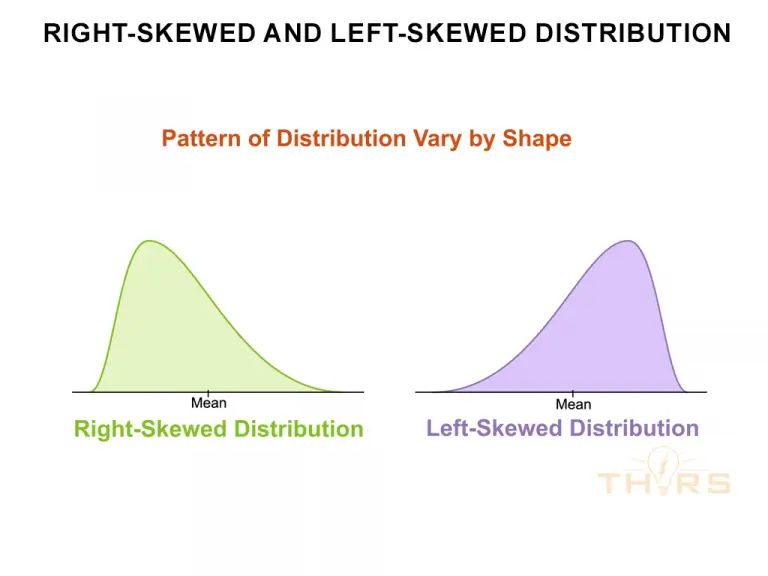 RIGHT-SKEWED AND LEFT-SKEWED DISTRIBUTION
Pattern of Distribution Vary by Shape
Mean
Mean
Right-Skewed Distribution
Left-Skewed Distribution
THORS